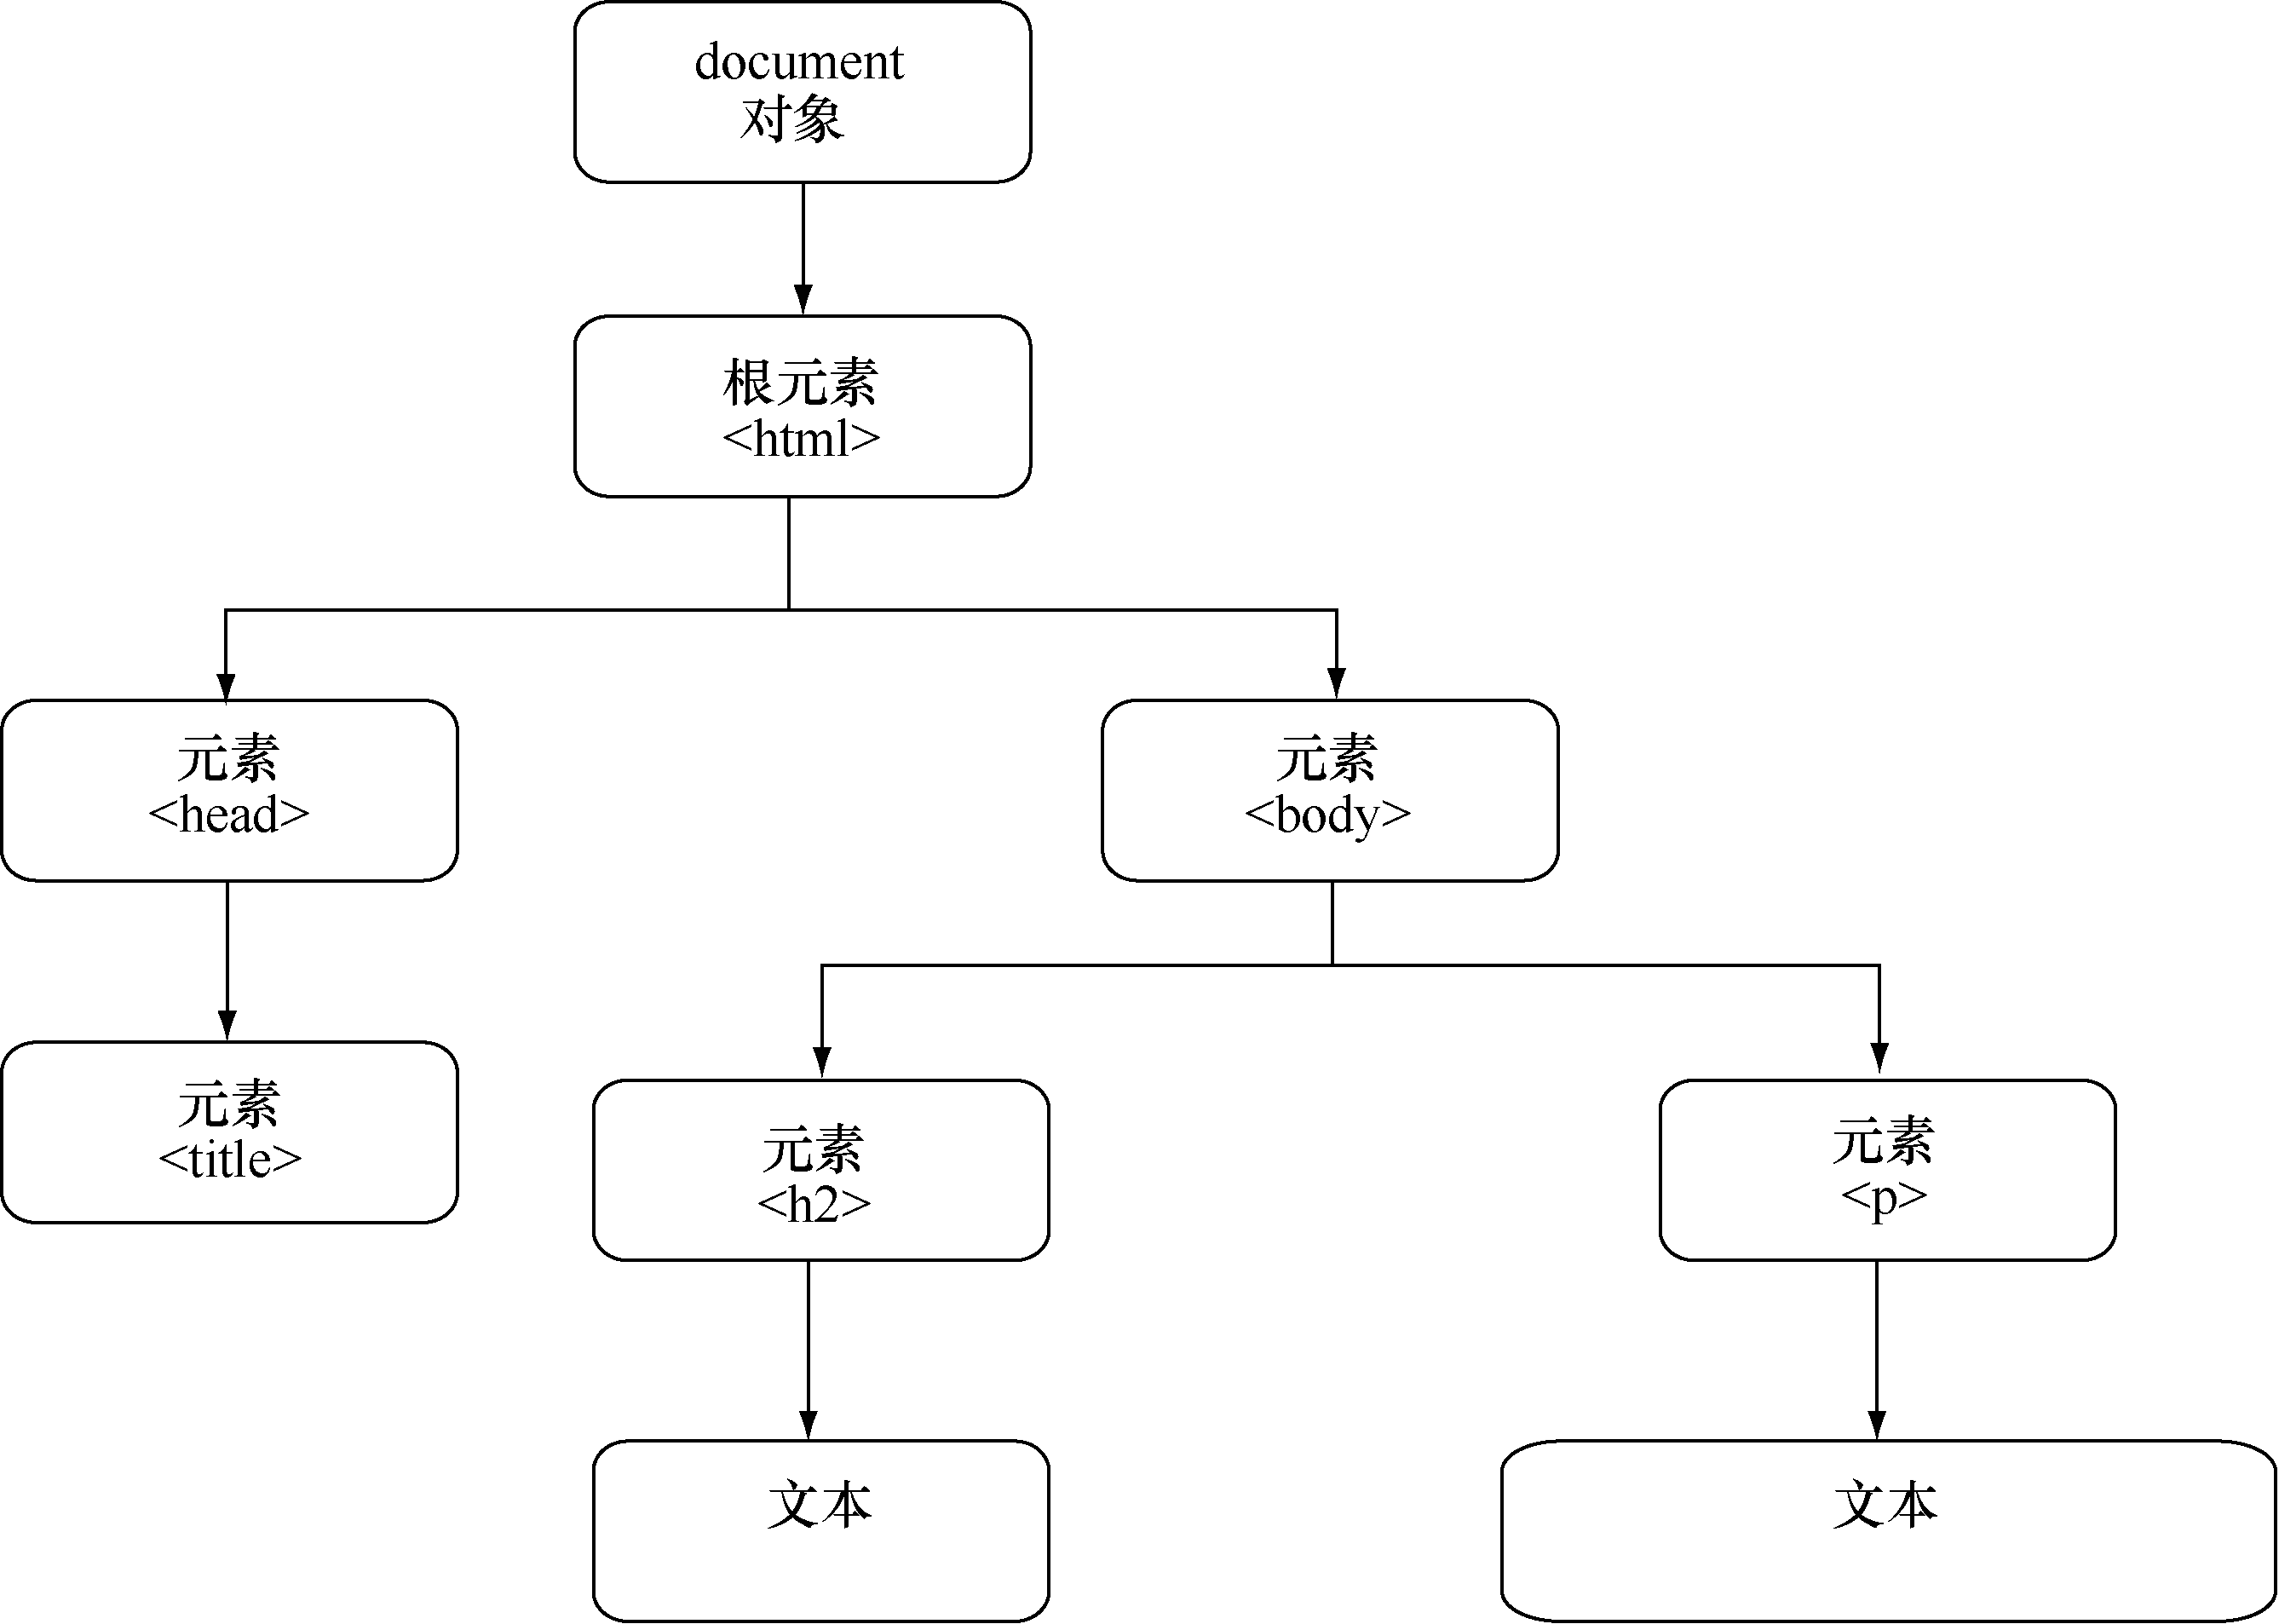 document
对象
根元素
<html>
元素
<head>
元素
<body>
元素
<title>
元素
<h2>
元素
<p>
文本
文本